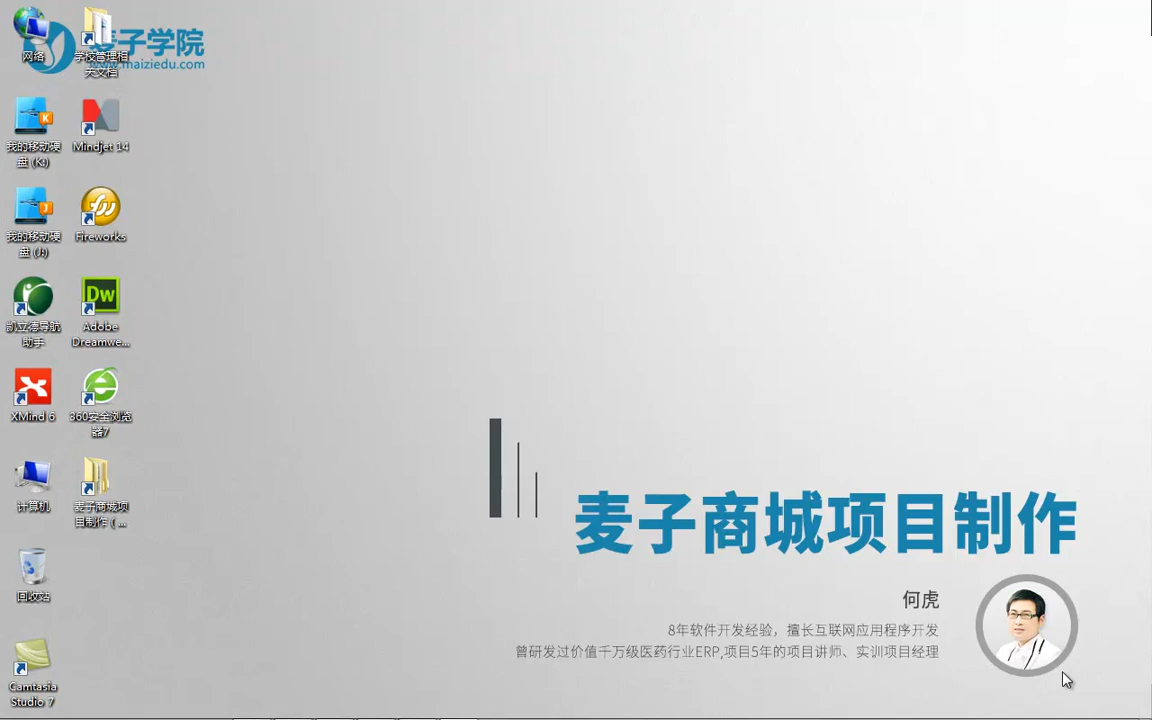 麦子学院
www.maiziedu.com
网络
学校管理相
关文档
我的移动硬
盘 (K:)
Mindjet 14
我的移动硬
盘 (J:)
Fireworks
凯立德导航
助手
Dw
Adobe
Dreamwe...
XMind 6
360安全浏览
器7
计算机
麦子商城项
目制作 ( ...
回收站
Camtasia
Studio 7
麦子商城项目制作
何虎
8年软件开发经验，擅长互联网应用程序开发
曾研发过价值千万级医药行业ERP,项目5年的项目讲师、实训项目经理